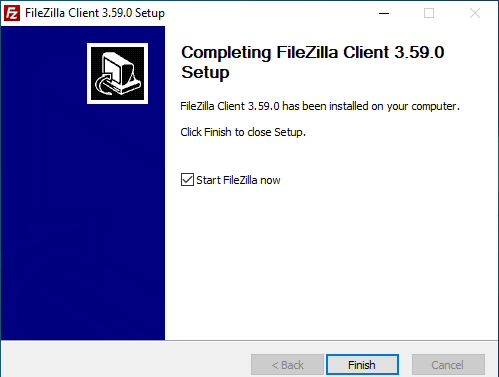 FileZilla Client 3.59.0 Setup
Completing FileZilla Client 3.59.0
Setup
FileZilla Client 3.59.0 has been installed on your computer.
Click Finish to close Setup.
Start FileZilla now
< Back
Finish
Cancel